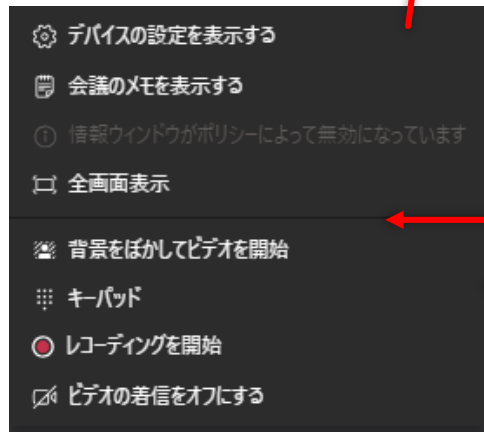 デバイスの設定を表示する
会議のメモを表示する
情報ウィンドウがポリシーによって無効になっています
全画面表示
背景をぼかしてビデオを開始
キーパッド
レコーディングを開始
ビデオの着信をオフにする